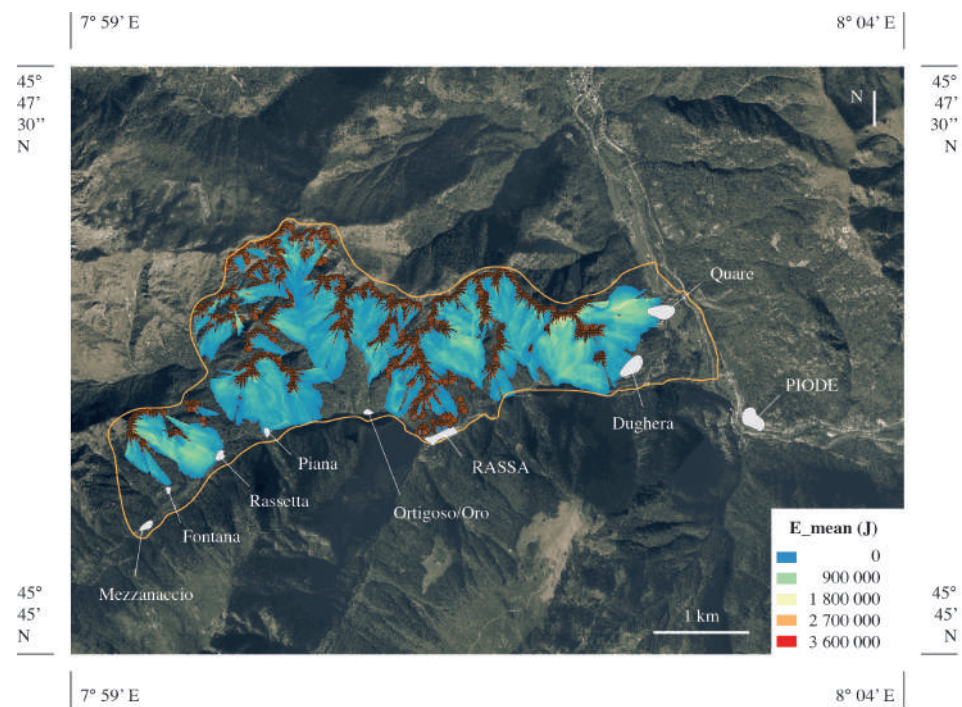 7° 59' E
8° 04' E
45°
47'
30’’
N
45°
47'
30’’
N
N
Quare
PIODE
Dughera
RASSA
Piana
Ortigoso/Oro
Rassetta
Fontana
Mezzanaccio
E_mean (J)
0
900 000
1 800 000
2 700 000
3 600 000
1 km
45°
45'
N
45°
45'
N
7° 59' E
8° 04' E